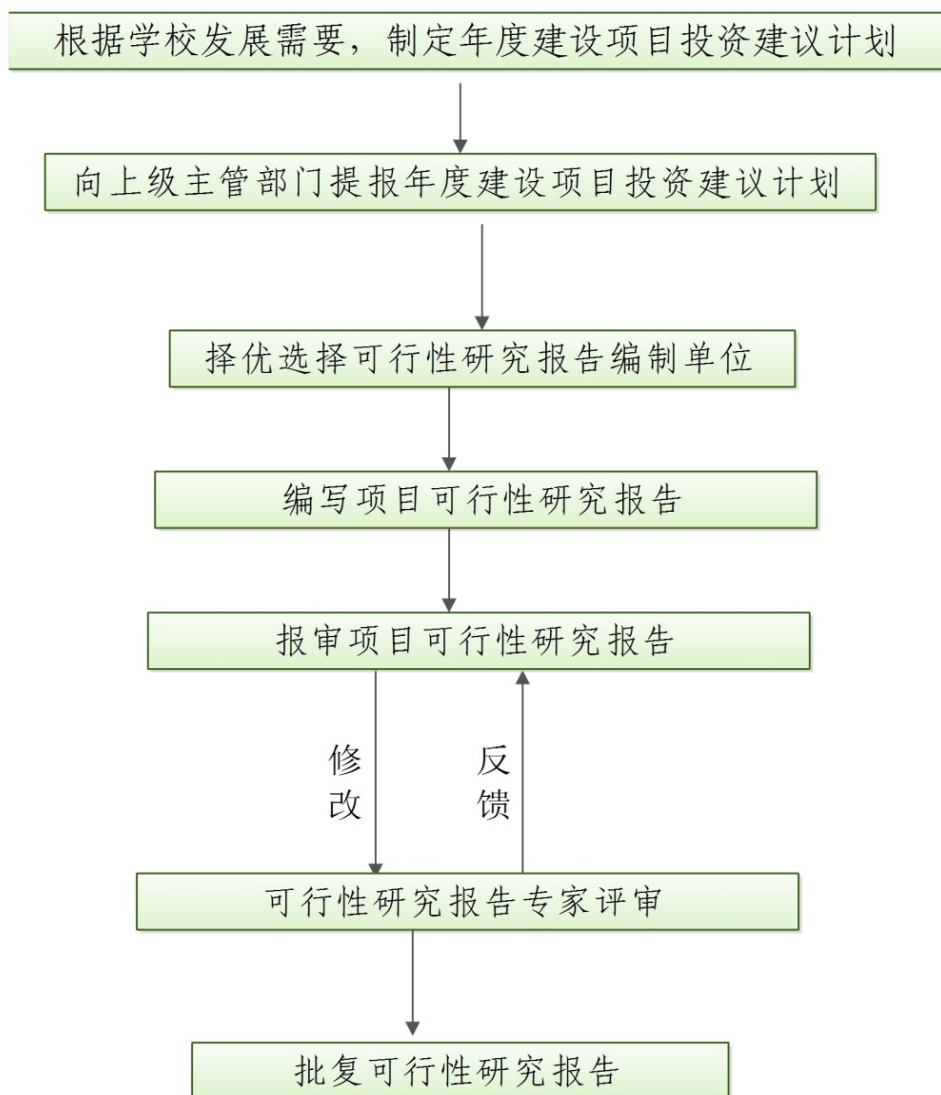 根据学校发展需要，制定年度建设项目投资建议计划
向上级主管部门提报年度建设项目投资建议计划
择优选择可行性研究报告编制单位
编写项目可行性研究报告
报审项目可行性研究报告
修改
反馈
可行性研究报告专家评审
批复可行性研究报告